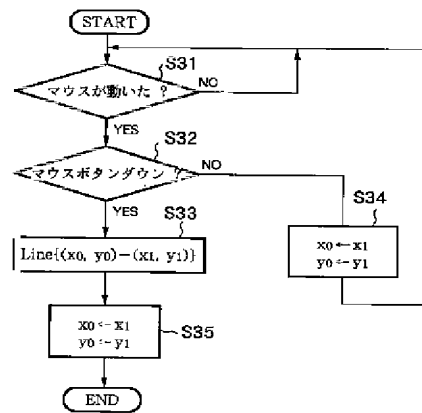 START
S31
マウスが動いた ?
NO
YES
S32
マウスボタンダウン ?
NO
YES
S33
Line{(x0, y0)-(x1, y1)}
S34
x0←x1
y0←y1
x0←x1
y0←y1
S35
END